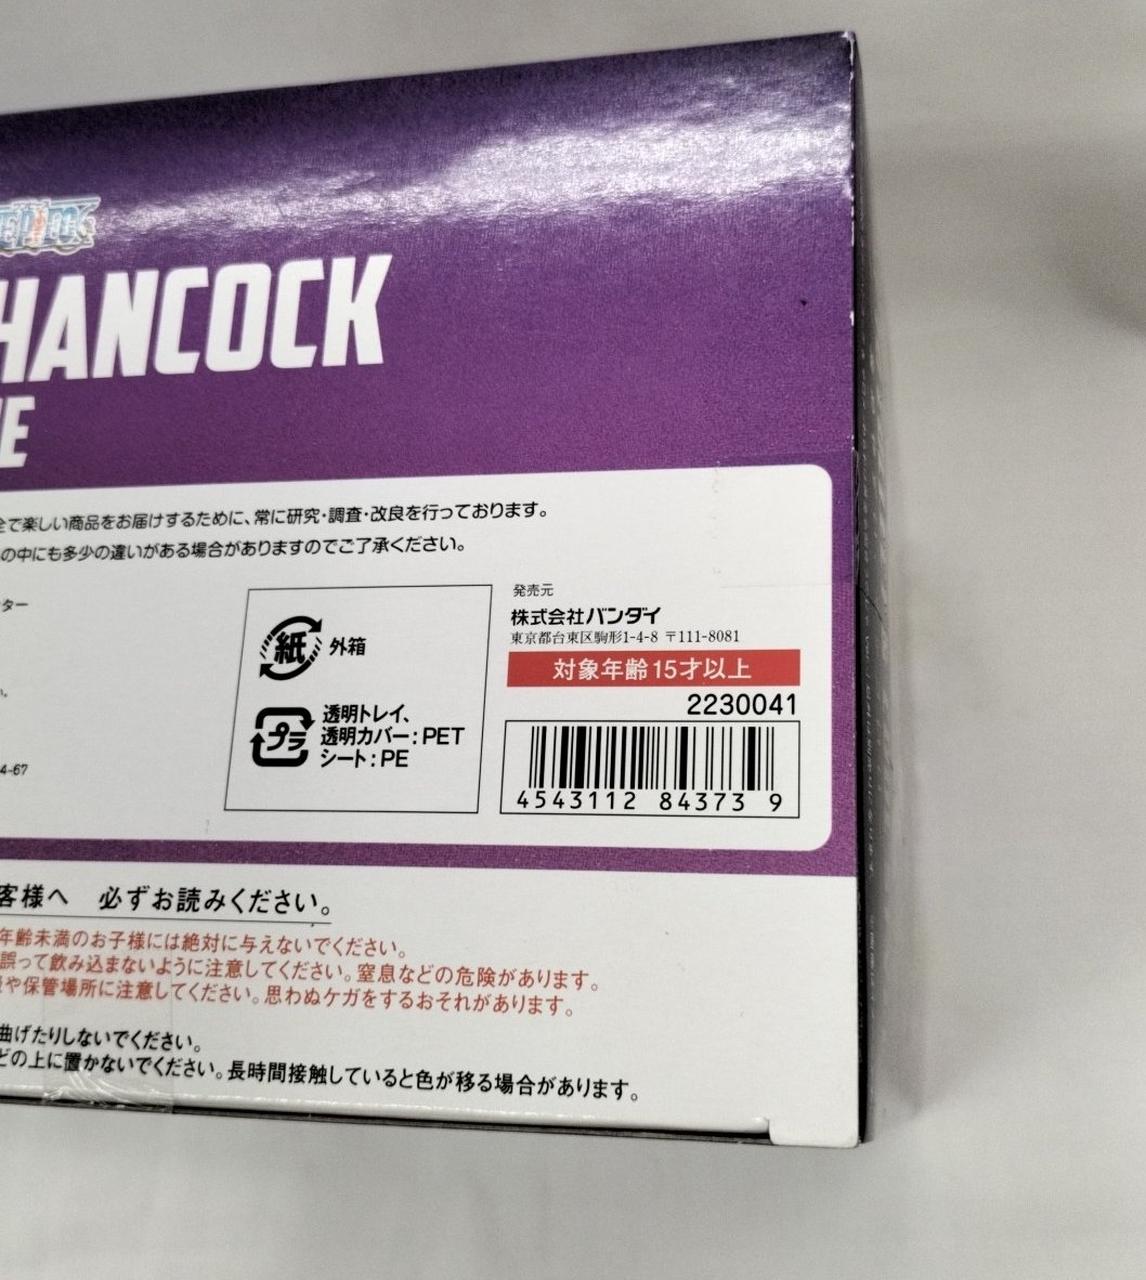 HANCOCK
E
全で楽しい商品をお届けするために、常に研究・調査・改良を行っております。
の中にも多少の違いがある場合がありますのでご了承ください。
ター
4-67
紙 外箱
プラ 透明トレイ、
透明カバー:PET
シート:PE
発売元
株式会社バンダイ
東京都台東区駒形1-4-8 〒111-8081
対象年齢15才以上
2230041
4543112 84373 9
客様へ 必ずお読みください。
年齢未満のお子様には絶対に与えないでください。
誤って飲み込まないように注意してください。窒息などの危険があります。
や保管場所に注意してください。思わぬケガをするおそれがあります。
曲げたりしないでください。
どの上に置かないでください。長時間接触していると色が移る場合があります。